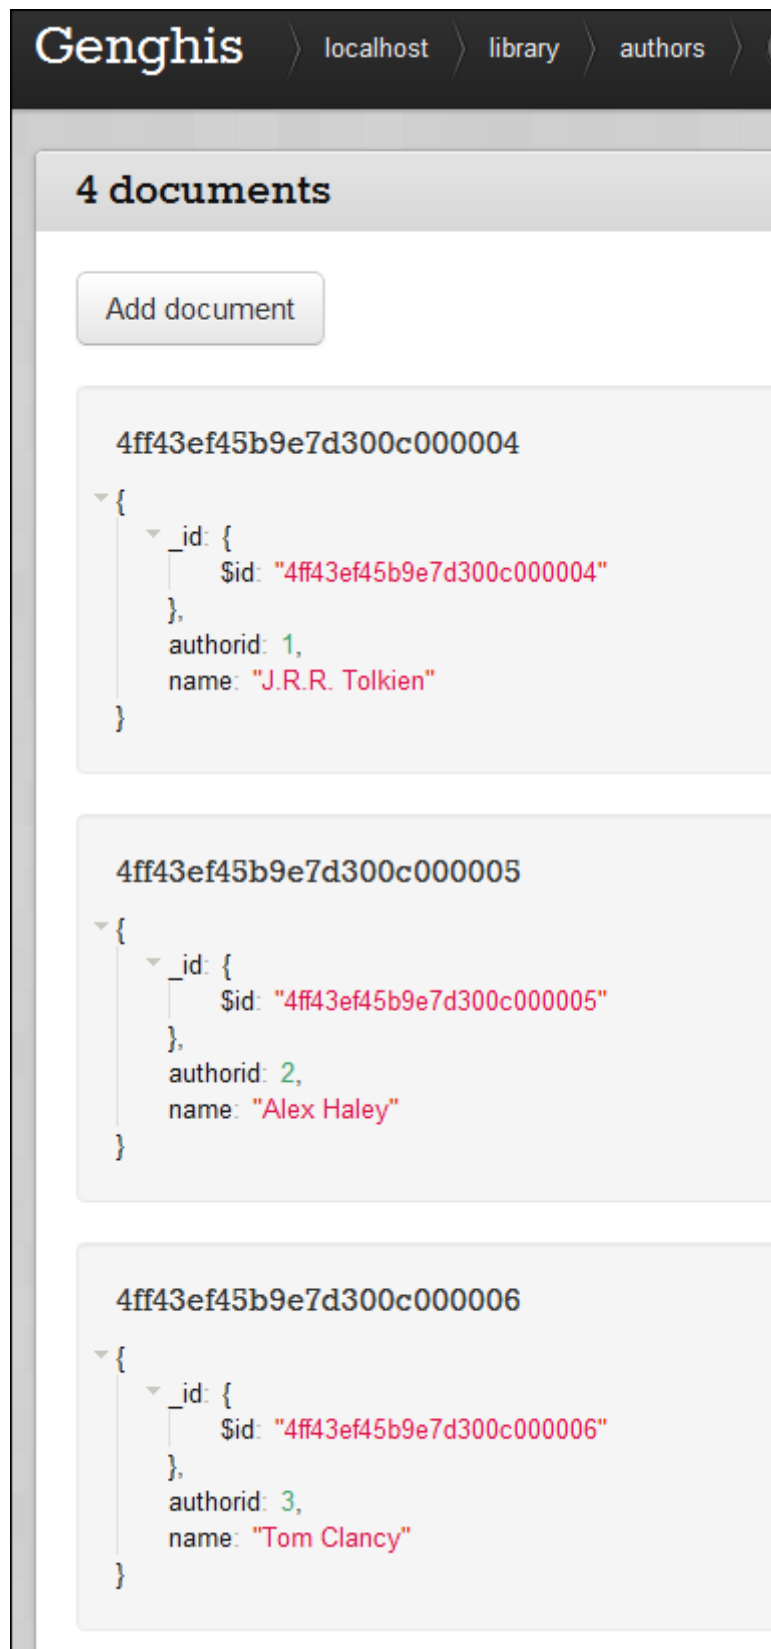 Genghis localhost library authors
4 documents
Add document
4ff43ef45b9e7d300c000004
{
_id: {
$id: "4ff43ef45b9e7d300c000004"
},
authorid: 1,
name: "J.R.R. Tolkien"
}
4ff43ef45b9e7d300c000005
{
_id: {
$id: "4ff43ef45b9e7d300c000005"
},
authorid: 2,
name: "Alex Haley"
}
4ff43ef45b9e7d300c000006
{
_id: {
$id: "4ff43ef45b9e7d300c000006"
},
authorid: 3,
name: "Tom Clancy"
}